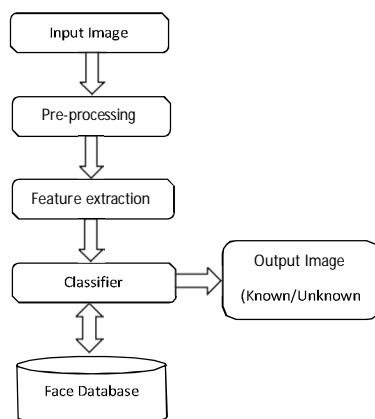 Input Image
Pre-processing
Feature extraction
Classifier
Output Image
(Known/Unknown
Face Database